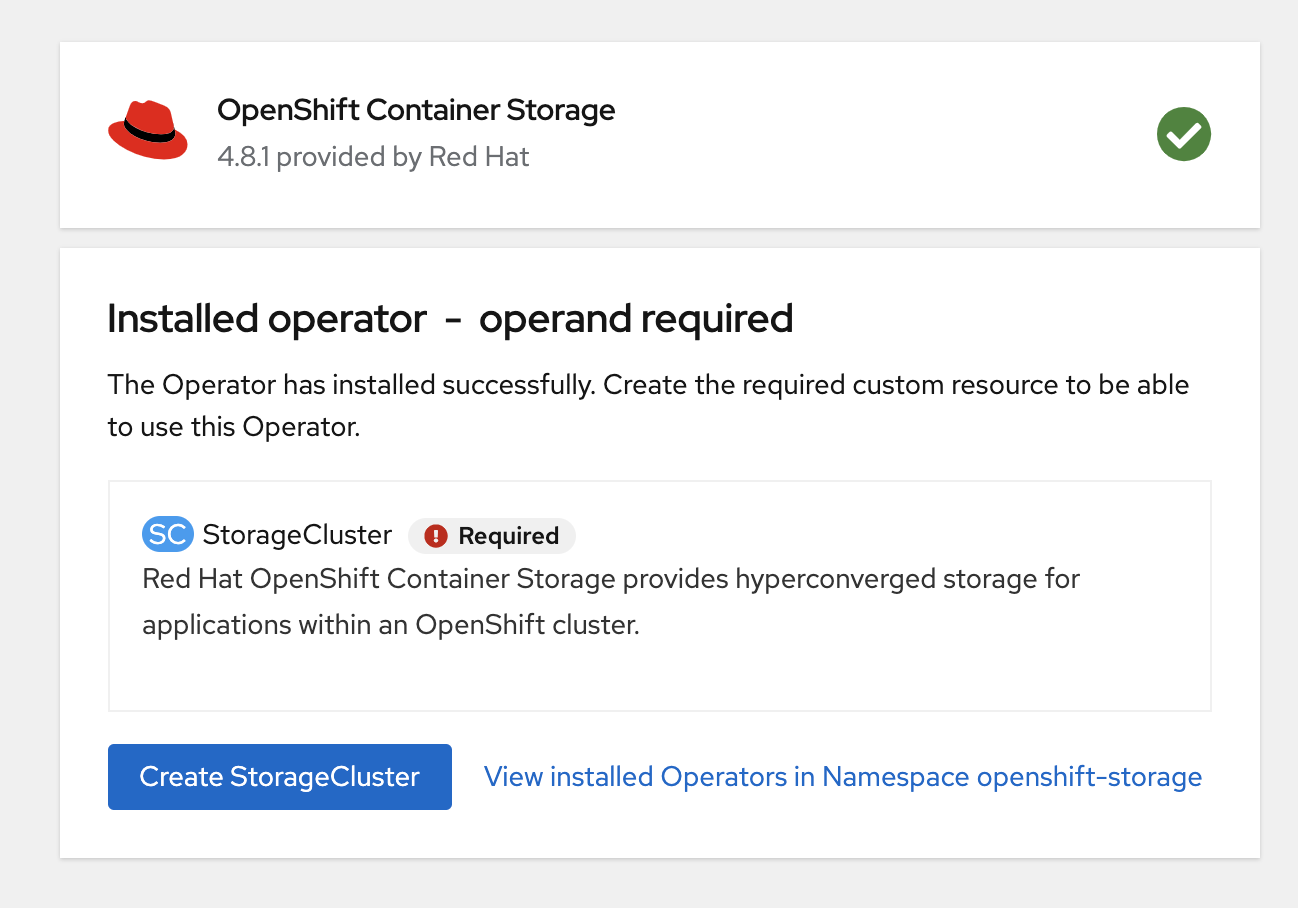 OpenShift Container Storage
4.8.1 provided by Red Hat
Installed operator - operand required
The Operator has installed successfully. Create the required custom resource to be able
to use this Operator.
SC StorageCluster ! Required
Red Hat OpenShift Container Storage provides hyperconverged storage for
applications within an OpenShift cluster.
Create StorageCluster View installed Operators in Namespace openshift-storage